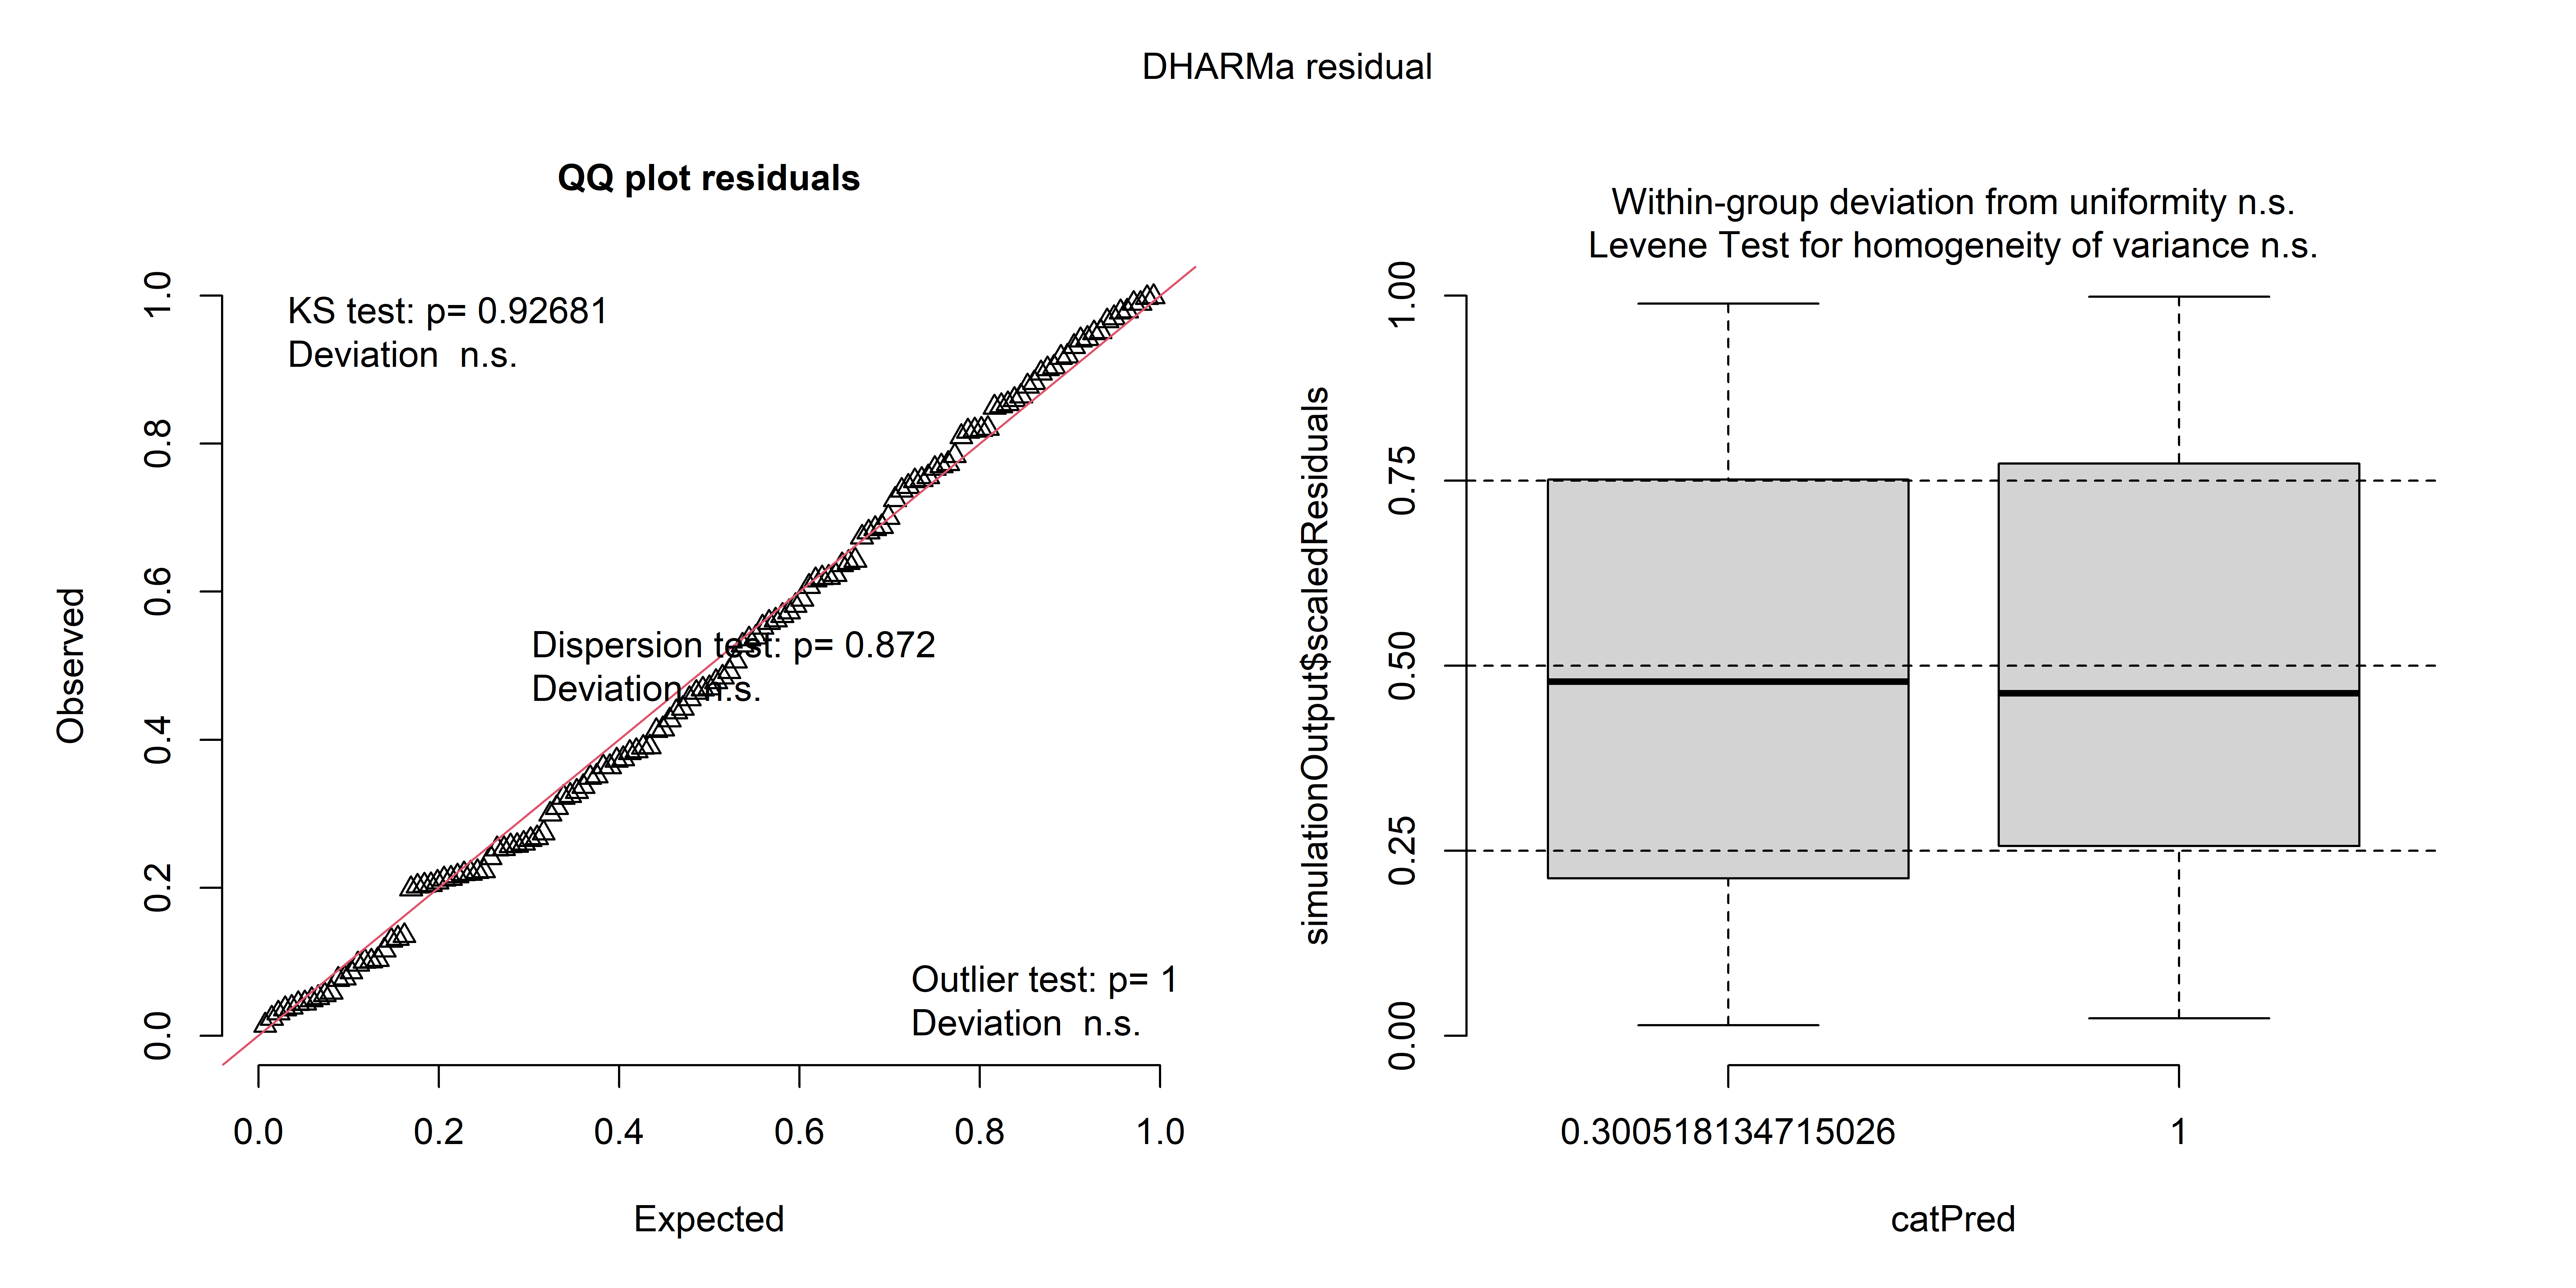 DHARMa residual
QQ plot residuals
KS test: p= 0.92681
Deviation  n.s.
Dispersion test: p= 0.872
Deviation  n.s.
Outlier test: p= 1
Deviation  n.s.
Observed
1.0
0.8
0.6
0.4
0.2
0.0
0.0 0.2 0.4 0.6 0.8 1.0
Expected
Within-group deviation from uniformity n.s.
Levene Test for homogeneity of variance n.s.
simulationOutput$scaledResiduals
1.00
0.75
0.50
0.25
0.00
0.300518134715026 1
catPred